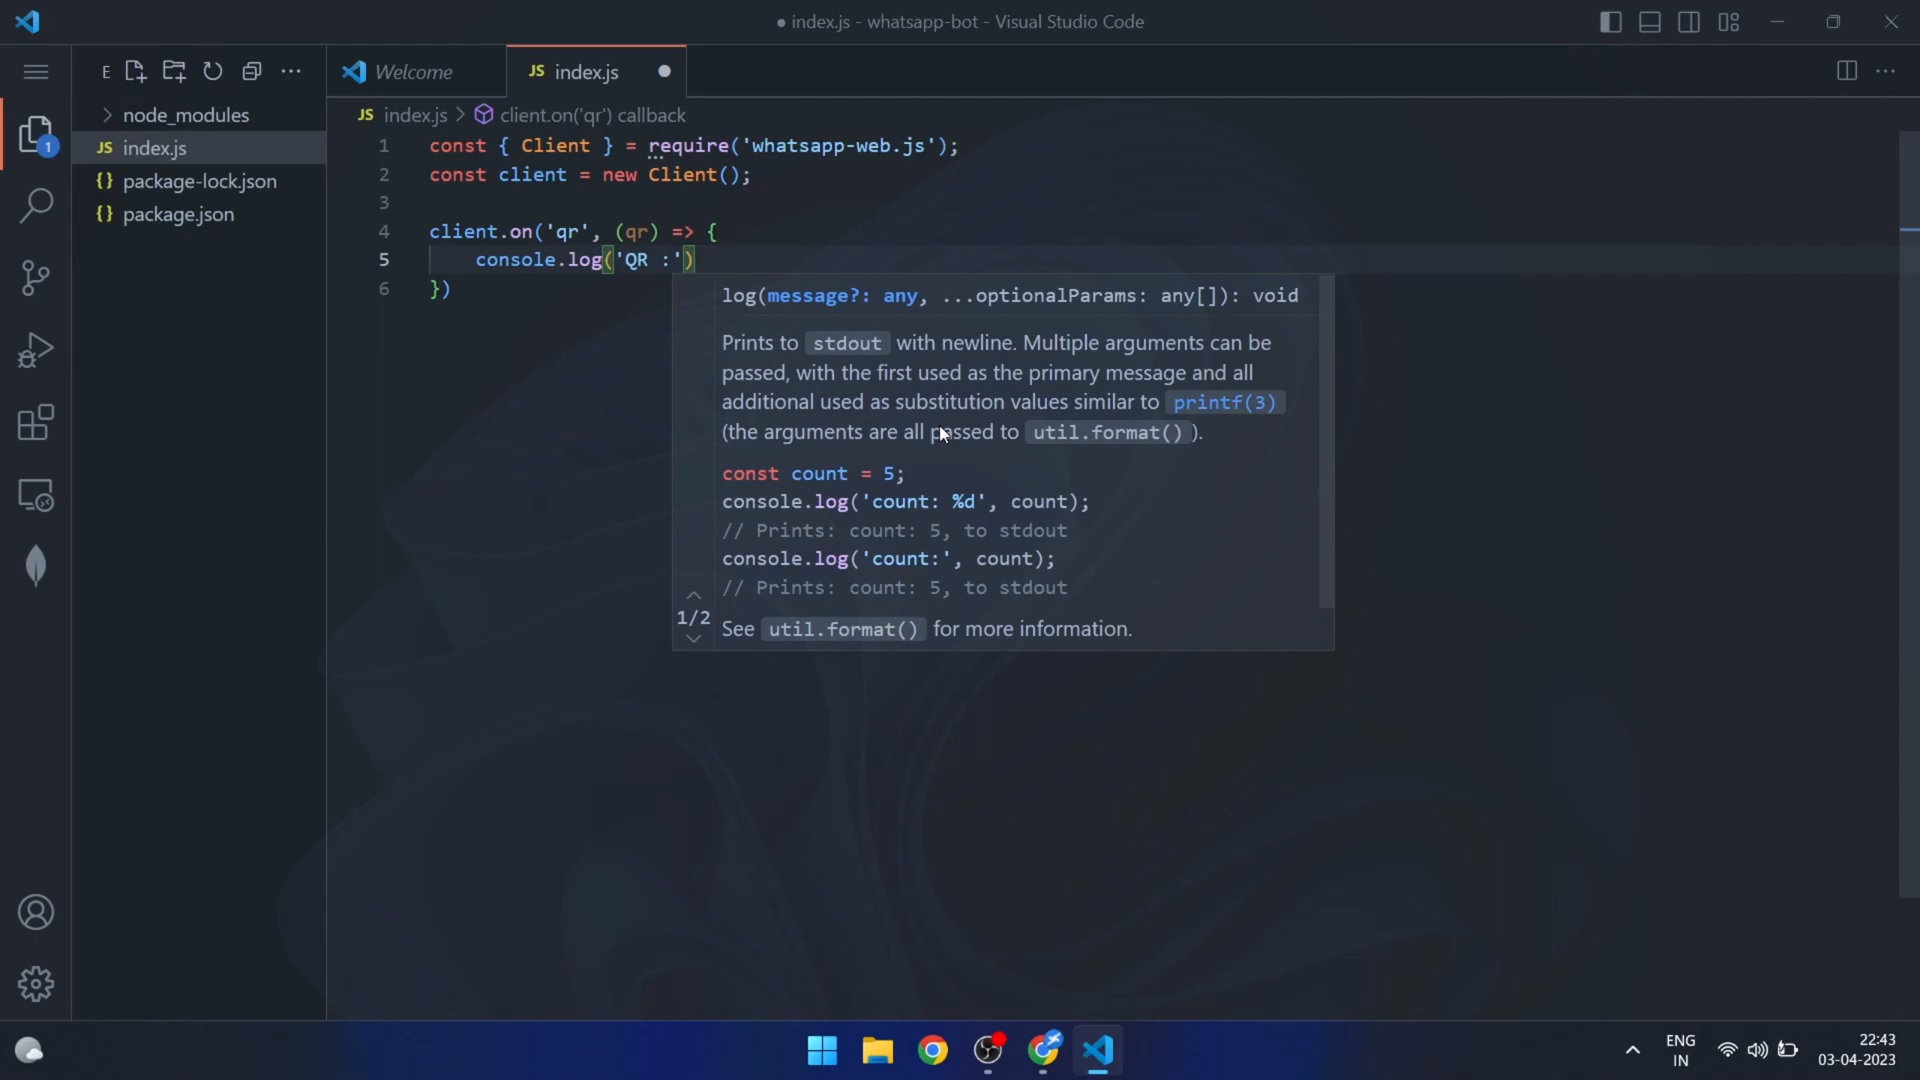 ● index.js - whatsapp-bot - Visual Studio Code
E
Welcome
JS index.js
node_modules
JS index.js
{} package-lock.json
{} package.json
1
JS index.js > client.on('qr') callback
1 const { Client } = require('whatsapp-web.js');
2 const client = new Client();
3
4 client.on('qr', (qr) => {
5 console.log('QR :')
6 })
log(message?: any, ...optionalParams: any[]): void
Prints to stdout with newline. Multiple arguments can be
passed, with the first used as the primary message and all
additional used as substitution values similar to printf(3)
(the arguments are all passed to util.format() ).
const count = 5;
console.log('count: %d', count);
// Prints: count: 5, to stdout
console.log('count:', count);
// Prints: count: 5, to stdout
1/2
See util.format() for more information.
ENG
IN
22:43
03-04-2023